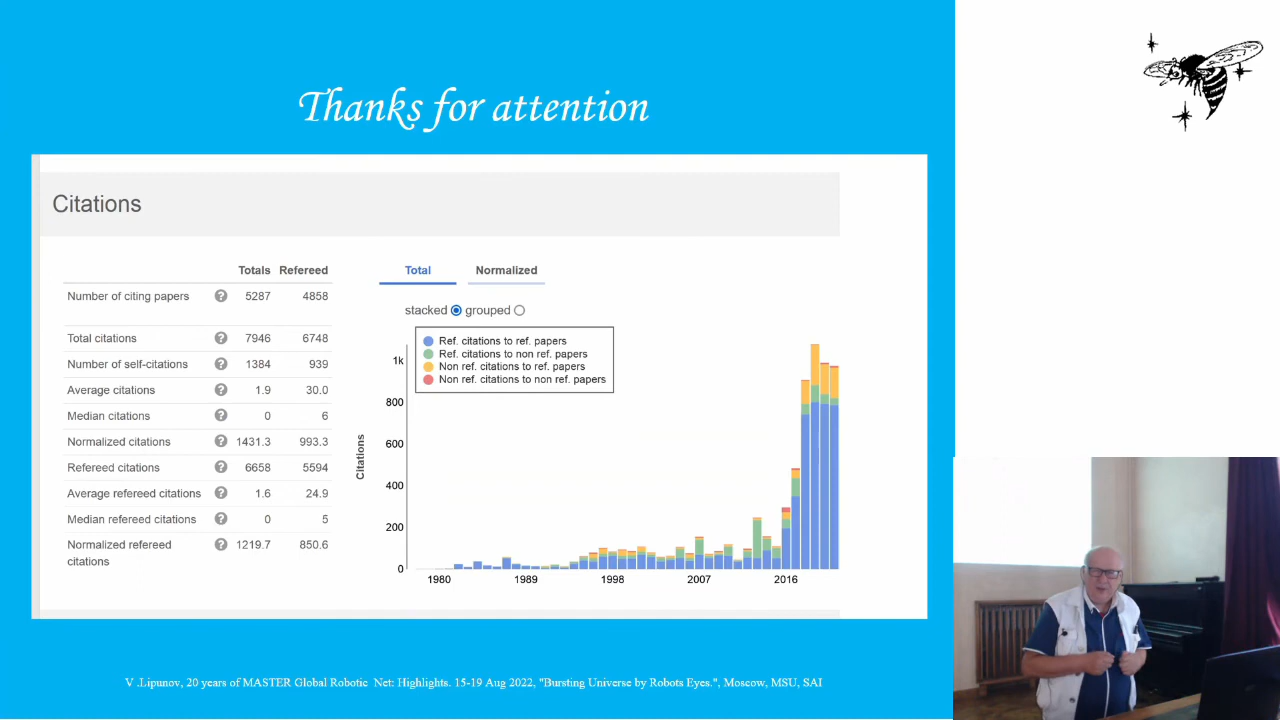 Thanks for attention
Citations
Totals Refereed
Number of citing papers ? 5287 4858
Total citations ? 7946 6748
Number of self-citations ? 1384 939
Average citations ? 1.9 30.0
Median citations ? 0 6
Normalized citations ? 1431.3 993.3
Refereed citations ? 6658 5594
Average refereed citations ? 1.6 24.9
Median refereed citations ? 0 5
Normalized refereed ? 1219.7 850.6
citations
Total Normalized
stacked grouped
Ref. citations to ref. papers
Ref. citations to non ref. papers
Non ref. citations to ref. papers
Non ref. citations to non ref. papers
Citations
1k
800
600
400
200
0
1980 1989 1998 2007 2016
V .Lipunov, 20 years of MASTER Global Robotic Net: Highlights. 15-19 Aug 2022, "Bursting Universe by Robots Eyes.", Moscow, MSU, SAI